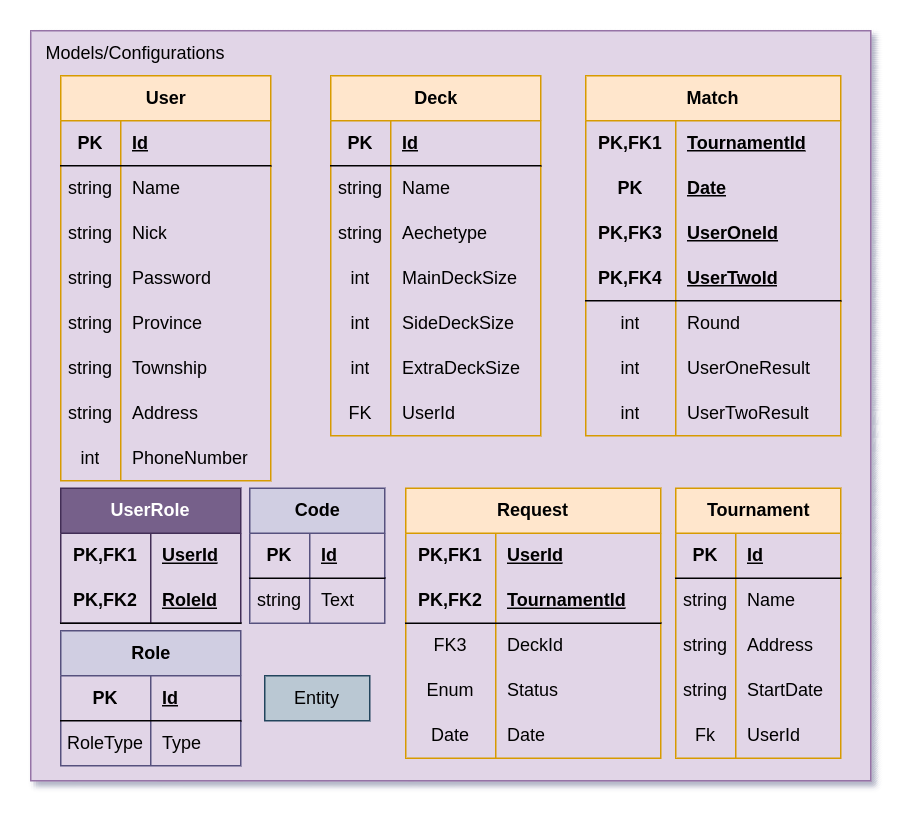 Models/Configurations
User
PK Id
string Name
string Nick
string Password
string Province
string Township
string Address
int PhoneNumber
Deck
PK Id
string Name
string Aechetype
int MainDeckSize
int SideDeckSize
int ExtraDeckSize
FK UserId
Match
PK,FK1 TournamentId
PK Date
PK,FK3 UserOneId
PK,FK4 UserTwoId
int Round
int UserOneResult
int UserTwoResult
UserRole
PK,FK1 UserId
PK,FK2 RoleId
Code
PK Id
string Text
Role
PK Id
RoleType Type
Entity
Request
PK,FK1 UserId
PK,FK2 TournamentId
FK3 DeckId
Enum Status
Date Date
Tournament
PK Id
string Name
string Address
string StartDate
Fk UserId